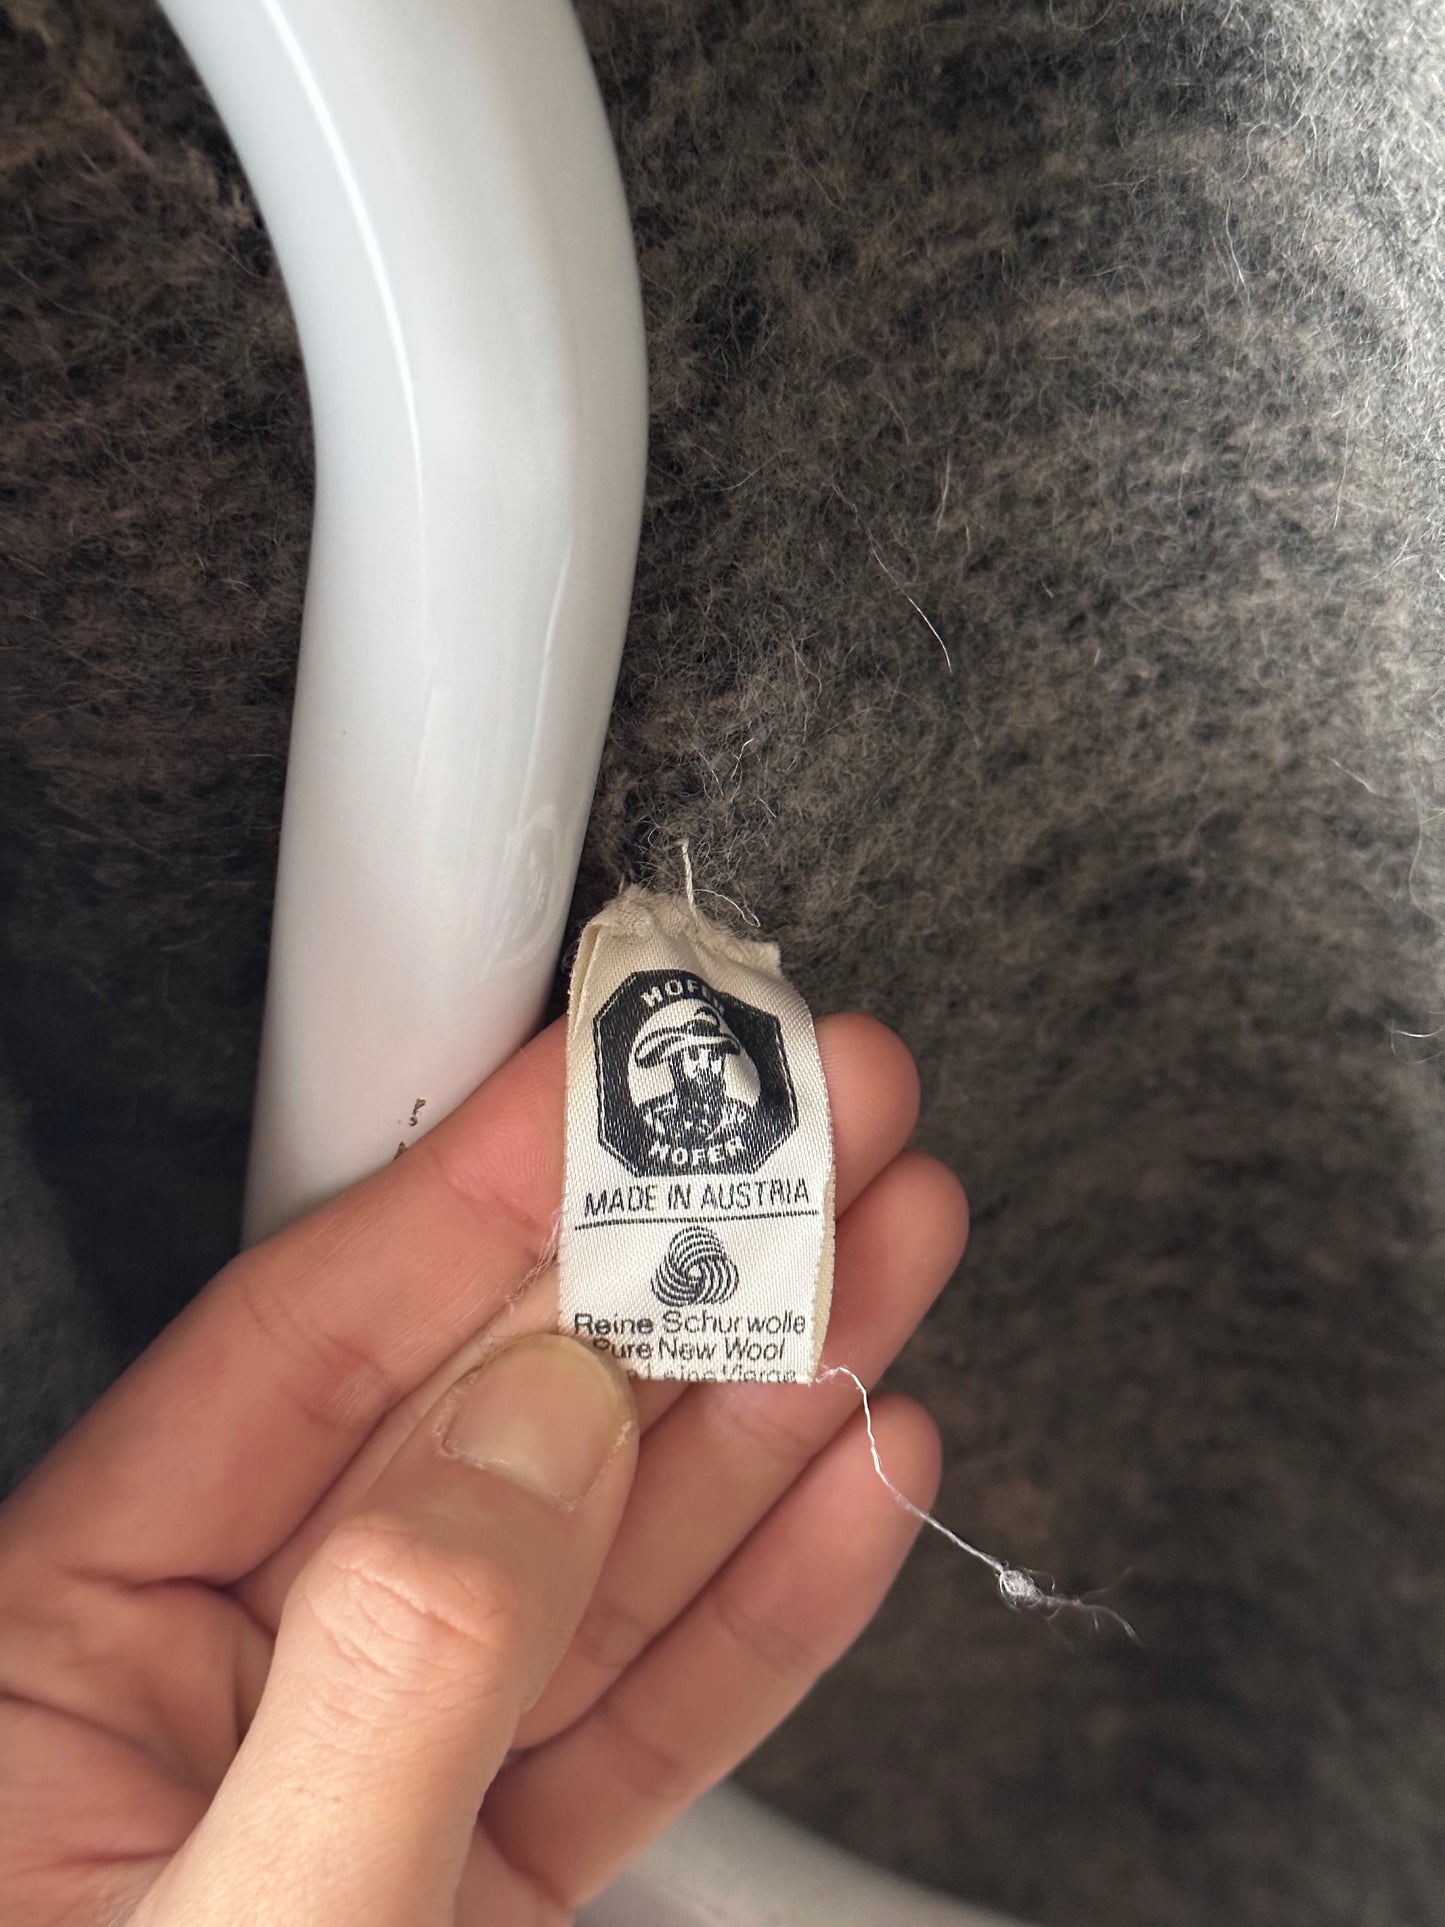 HOFER
HOFER
MADE IN AUSTRIA
Reine Schurwolle
Pure New Wool